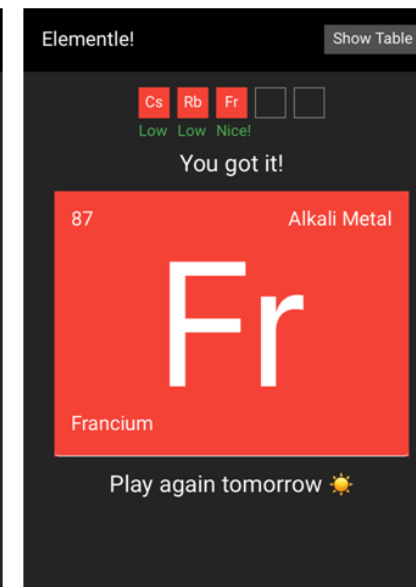 Elementle! Show Table
Cs Rb Fr
Low Low Nice!
You got it!
87 Alkali Metal
Fr
Francium
Play again tomorrow ☀️